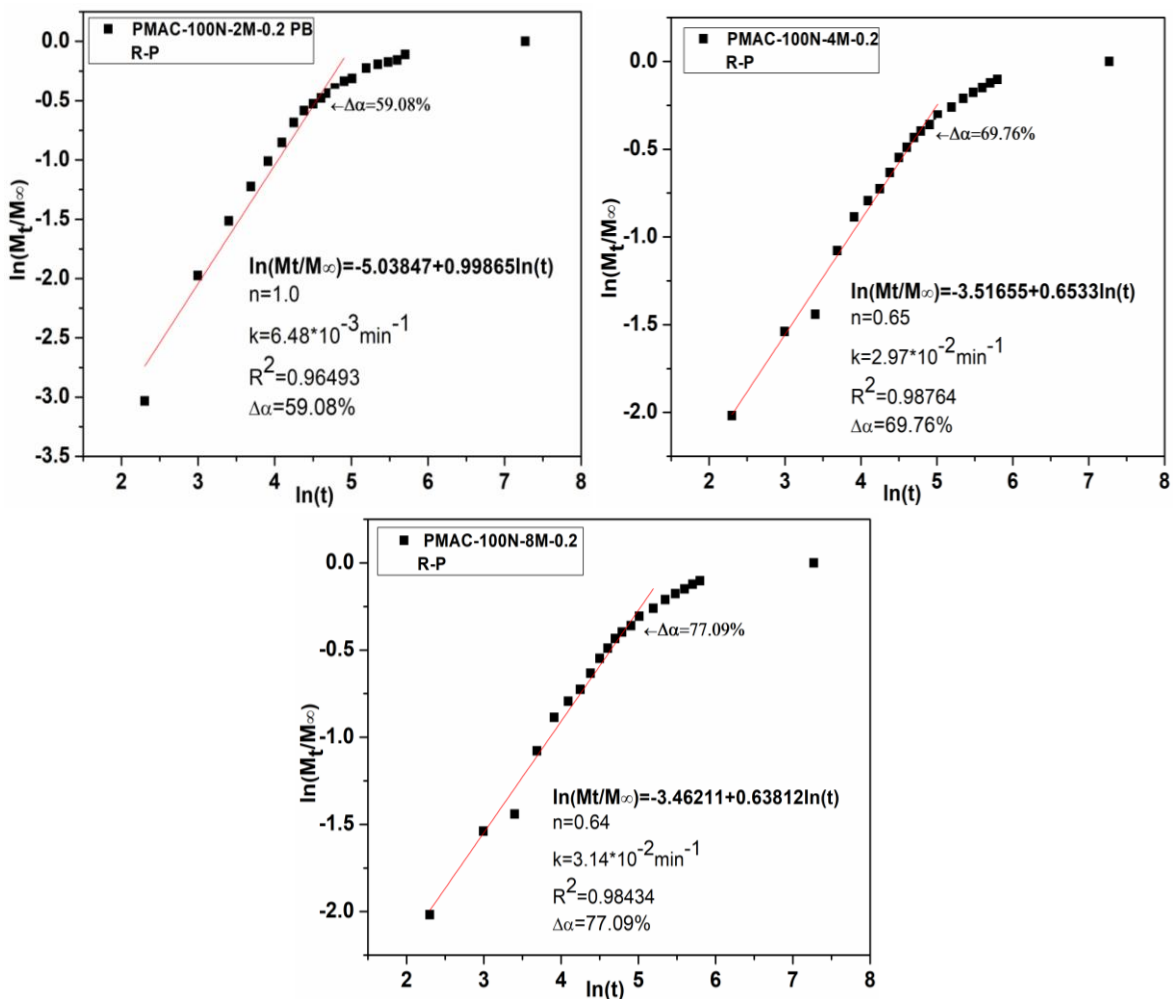 PMAC-100N-2M-0.2 PB
R-P
0.0
-0.5
-1.0
-1.5
-2.0
-2.5
-3.0
-3.5
ln(Mt/M∞)
←Δα=59.08%
ln(Mt/M∞)=-5.03847+0.99865ln(t)
n=1.0
k=6.48*10⁻³min⁻¹
R²=0.96493
Δα=59.08%
2 3 4 5 6 7 8
ln(t)
PMAC-100N-4M-0.2
R-P
0.0
-0.5
-1.0
-1.5
-2.0
ln(Mt/M∞)
←Δα=69.76%
ln(Mt/M∞)=-3.51655+0.6533ln(t)
n=0.65
k=2.97*10⁻²min⁻¹
R²=0.98764
Δα=69.76%
2 3 4 5 6 7 8
ln(t)
PMAC-100N-8M-0.2
R-P
0.0
-0.5
-1.0
-1.5
-2.0
ln(Mt/M∞)
←Δα=77.09%
ln(Mt/M∞)=-3.46211+0.63812ln(t)
n=0.64
k=3.14*10⁻²min⁻¹
R²=0.98434
Δα=77.09%
2 3 4 5 6 7 8
ln(t)